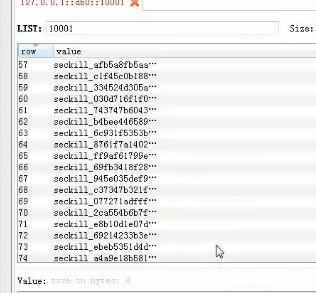 127.0.0.1::db0::10001
LIST: 10001 Size:
row value
57 seckill_afb5a8fb5aa…
58 seckill_c1f45c0b188…
59 seckill_334524d305a…
60 seckill_030d716f1f0…
61 seckill_743747b6043…
62 seckill_b4bee446589…
63 seckill_6c931f5353b…
64 seckill_8761f7a1402…
65 seckill_ff9af61799e…
66 seckill_69fb3418f28…
67 seckill_945e035def9…
68 seckill_c37347b321f…
69 seckill_077271adfff…
70 seckill_2ca554b6b7f…
71 seckill_e8b10d1e07d…
72 seckill_69214233b3e…
73 seckill_ebeb5351d4d…
74 seckill_a4a9e18b581…
Value: size in bytes: 0